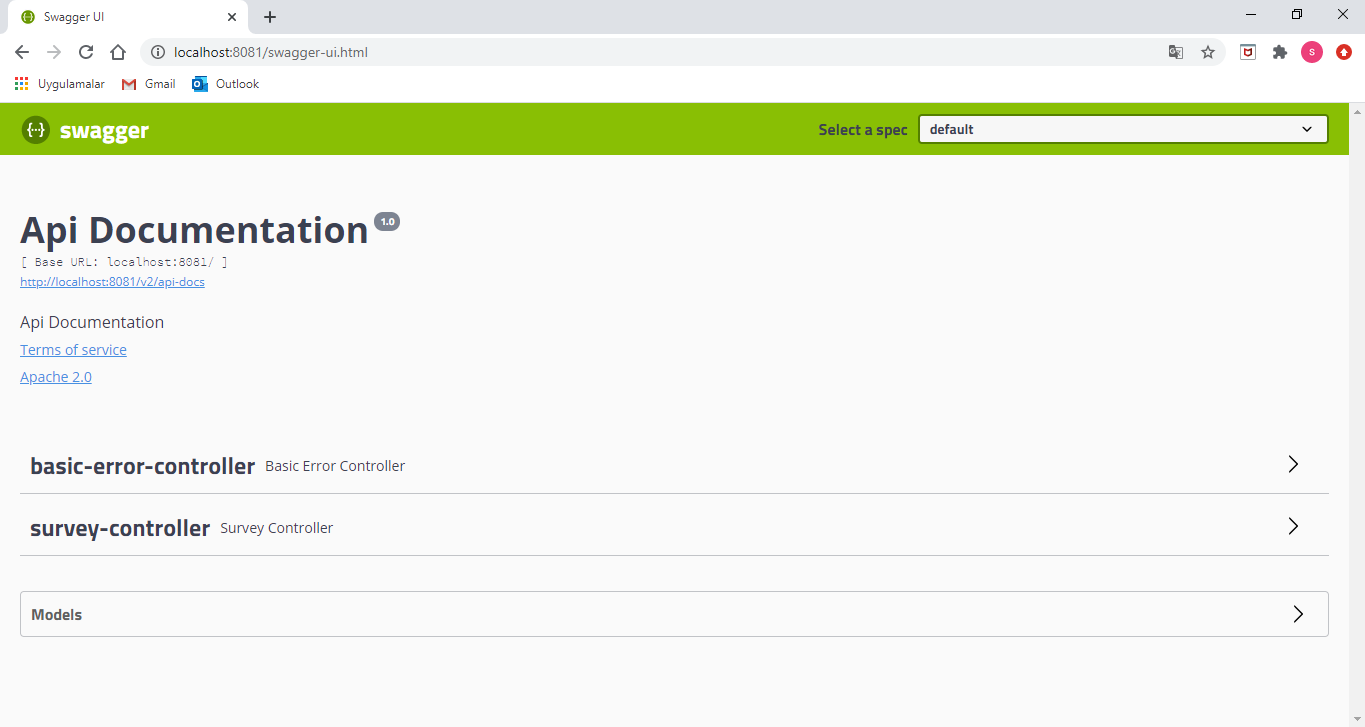 Swagger UI
localhost:8081/swagger-ui.html
S
Uygulamalar Gmail Outlook
{··} swagger Select a spec default
Api Documentation 1.0
[ Base URL: localhost:8081/ ]
http://localhost:8081/v2/api-docs
Api Documentation
Terms of service
Apache 2.0
basic-error-controller Basic Error Controller
survey-controller Survey Controller
Models